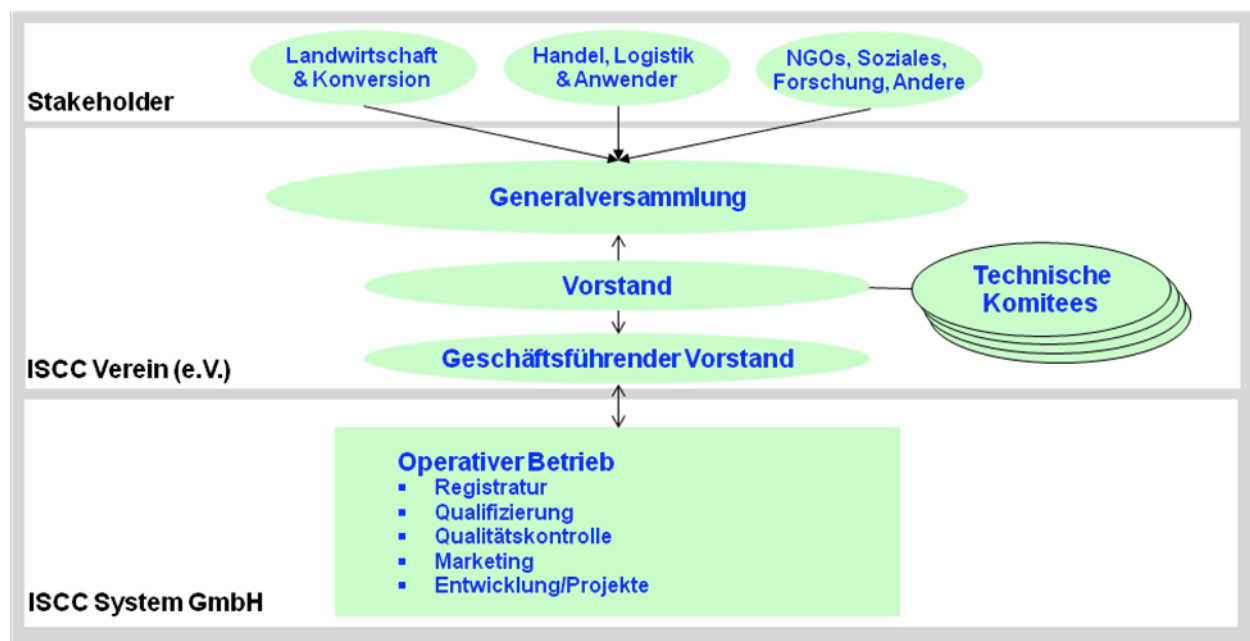 Landwirtschaft
& Konversion
Handel, Logistik
& Anwender
NGOs, Soziales,
Forschung, Andere
Stakeholder
Generalversammlung
Vorstand
Technische
Komitees
Geschäftsführender Vorstand
ISCC Verein (e.V.)
Operativer Betrieb
▪ Registratur
▪ Qualifizierung
▪ Qualitätskontrolle
▪ Marketing
▪ Entwicklung/Projekte
ISCC System GmbH